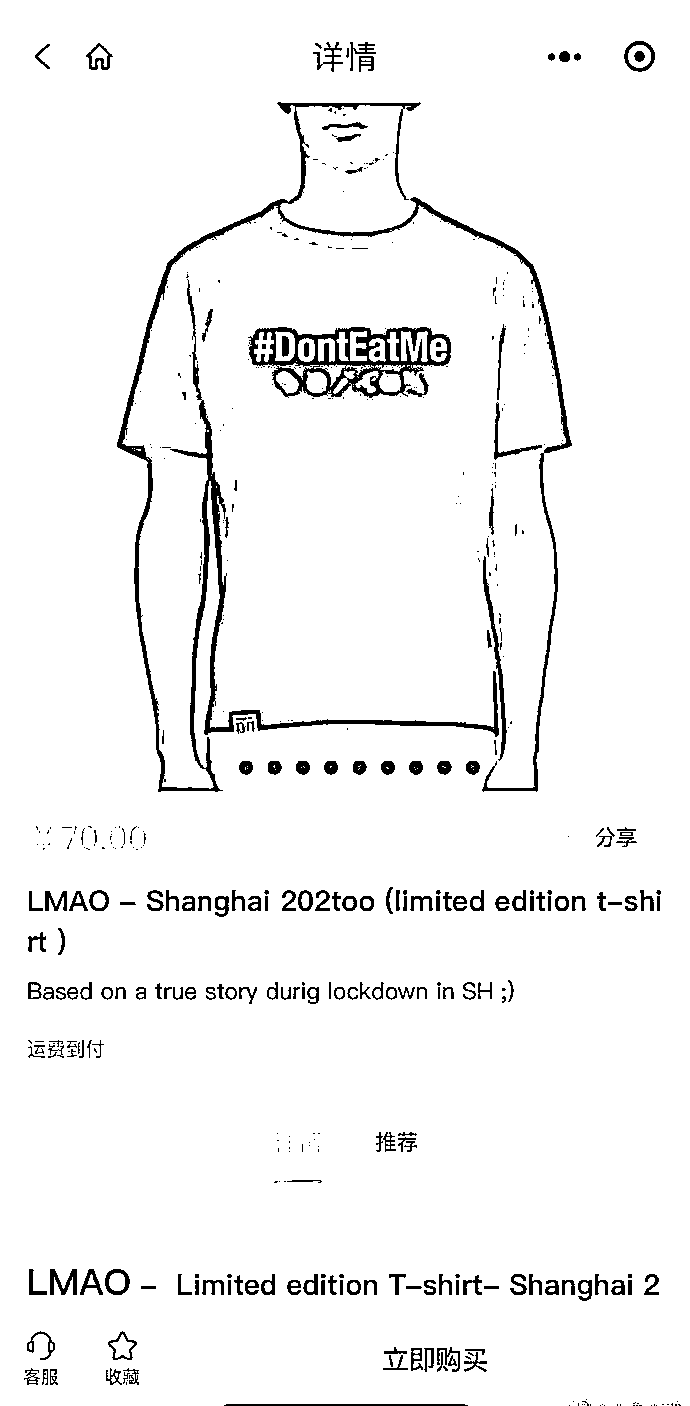 详情
#DontEatMe
¥70.00
分享
LMAO - Shanghai 202too (limited edition t-shi
rt )
Based on a true story durig lockdown in SH ;)
运费到付
推荐
LMAO - Limited edition T-shirt- Shanghai 2
客服
收藏
立即购买